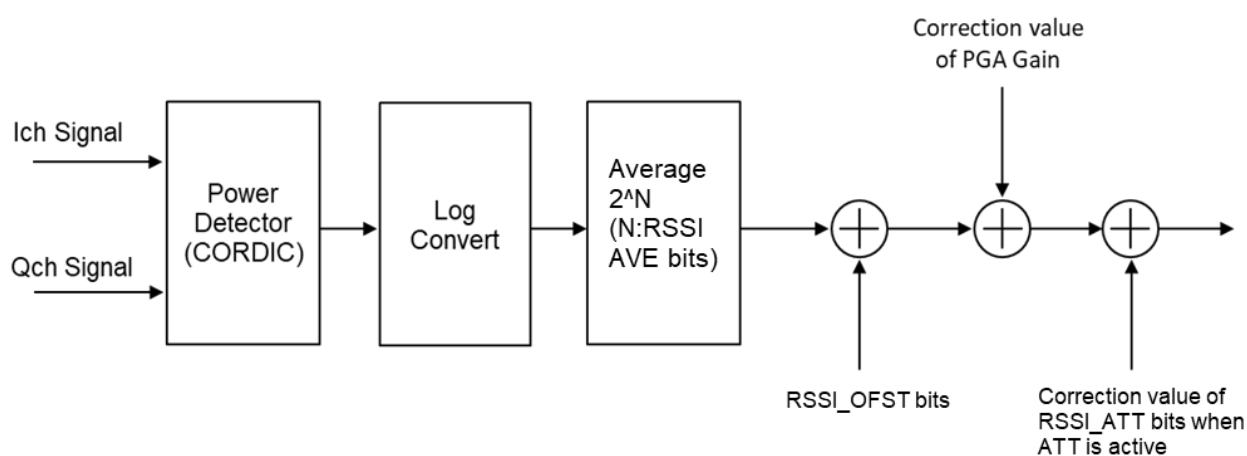 Correction value
of PGA Gain
Ich Signal
Qch Signal
Power
Detector
(CORDIC)
Log
Convert
Average
2^N
(N:RSSI
AVE bits)
RSSI_OFST bits
Correction value of
RSSI_ATT bits when
ATT is active